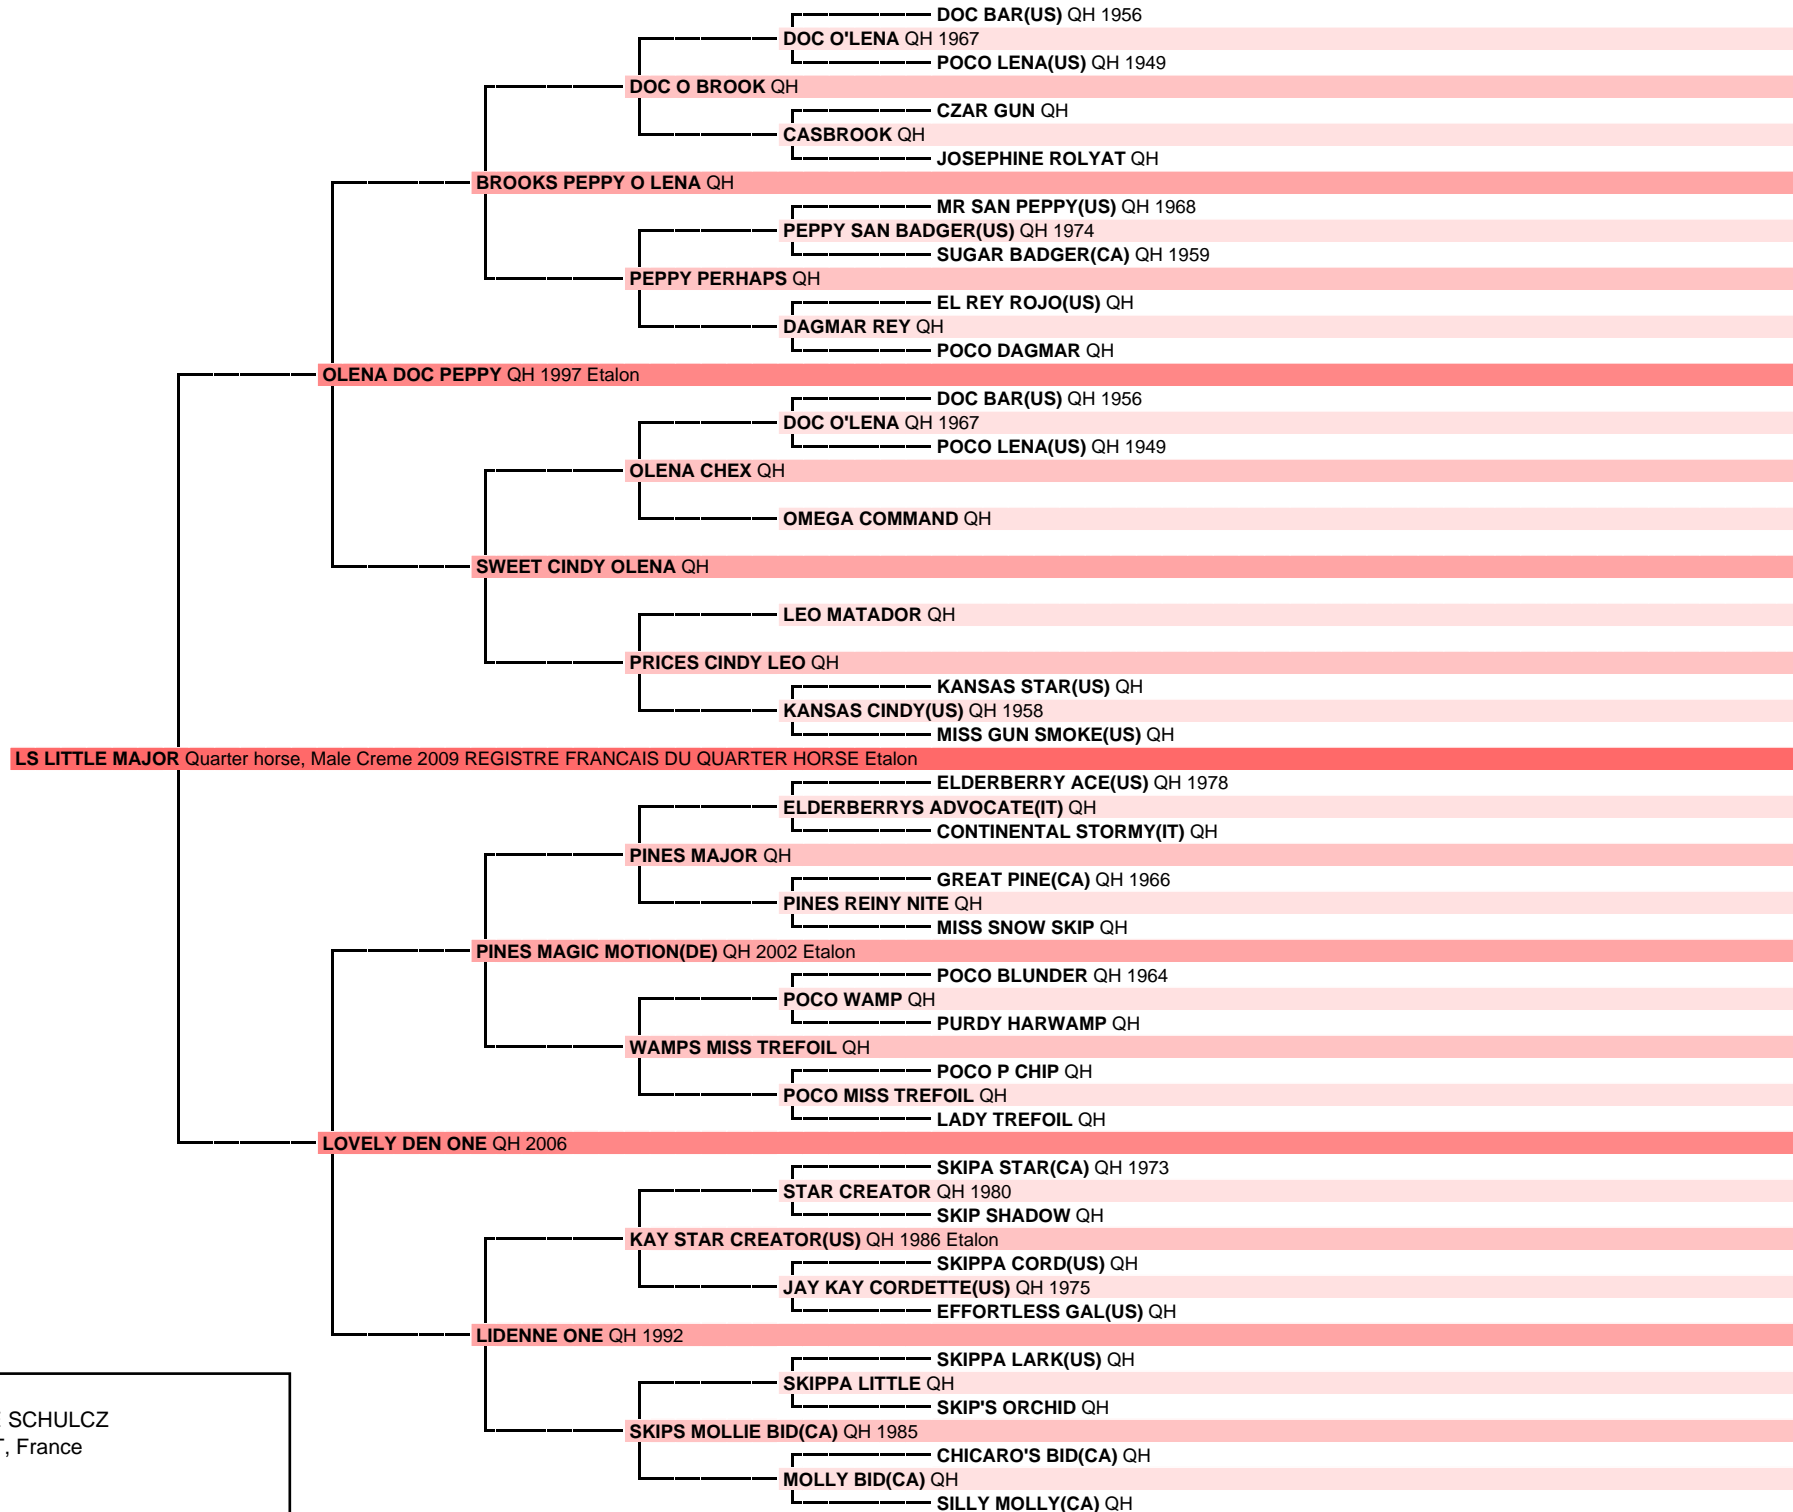 DOC BAR(US) QH 1956
DOC O'LENA QH 1967
POCO LENA(US) QH 1949
DOC O BROOK QH
CZAR GUN QH
CASBROOK QH
JOSEPHINE ROLYAT QH
BROOKS PEPPY O LENA QH
MR SAN PEPPY(US) QH 1968
PEPPY SAN BADGER(US) QH 1974
SUGAR BADGER(CA) QH 1959
PEPPY PERHAPS QH
EL REY ROJO(US) QH
DAGMAR REY QH
POCO DAGMAR QH
OLENA DOC PEPPY QH 1997 Etalon
DOC BAR(US) QH 1956
DOC O'LENA QH 1967
POCO LENA(US) QH 1949
OLENA CHEX QH
OMEGA COMMAND QH
SWEET CINDY OLENA QH
LEO MATADOR QH
PRICES CINDY LEO QH
KANSAS STAR(US) QH
KANSAS CINDY(US) QH 1958
MISS GUN SMOKE(US) QH
LS LITTLE MAJOR Quarter horse, Male Creme 2009 REGISTRE FRANCAIS DU QUARTER HORSE Etalon
ELDERBERRY ACE(US) QH 1978
ELDERBERRYS ADVOCATE(IT) QH
CONTINENTAL STORMY(IT) QH
PINES MAJOR QH
GREAT PINE(CA) QH 1966
PINES REINY NITE QH
MISS SNOW SKIP QH
PINES MAGIC MOTION(DE) QH 2002 Etalon
POCO BLUNDER QH 1964
POCO WAMP QH
PURDY HARWAMP QH
WAMPS MISS TREFOIL QH
POCO P CHIP QH
POCO MISS TREFOIL QH
LADY TREFOIL QH
LOVELY DEN ONE QH 2006
SKIPA STAR(CA) QH 1973
STAR CREATOR QH 1980
SKIP SHADOW QH
KAY STAR CREATOR(US) QH 1986 Etalon
SKIPPA CORD(US) QH
JAY KAY CORDETTE(US) QH 1975
EFFORTLESS GAL(US) QH
LIDENNE ONE QH 1992
SKIPPA LARK(US) QH
SKIPPA LITTLE QH
SKIP'S ORCHID QH
SKIPS MOLLIE BID(CA) QH 1985
CHICARO'S BID(CA) QH
MOLLY BID(CA) QH
SILLY MOLLY(CA) QH
SCHULCZ
, France